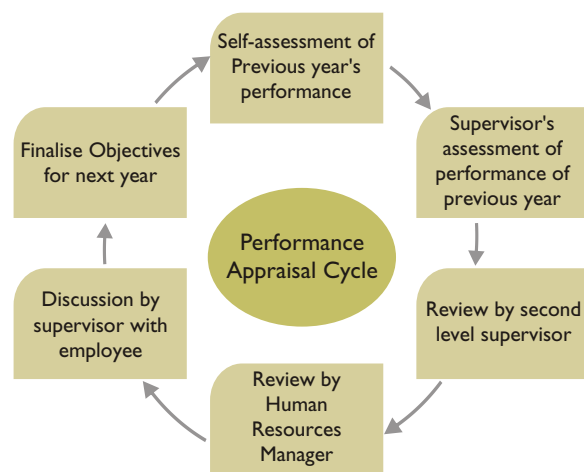 Self-assessment of
Previous year's
performance
Supervisor's
assessment of
performance of
previous year
Review by second
level supervisor
Review by
Human
Resources
Manager
Discussion by
supervisor with
employee
Finalise Objectives
for next year
Performance
Appraisal Cycle